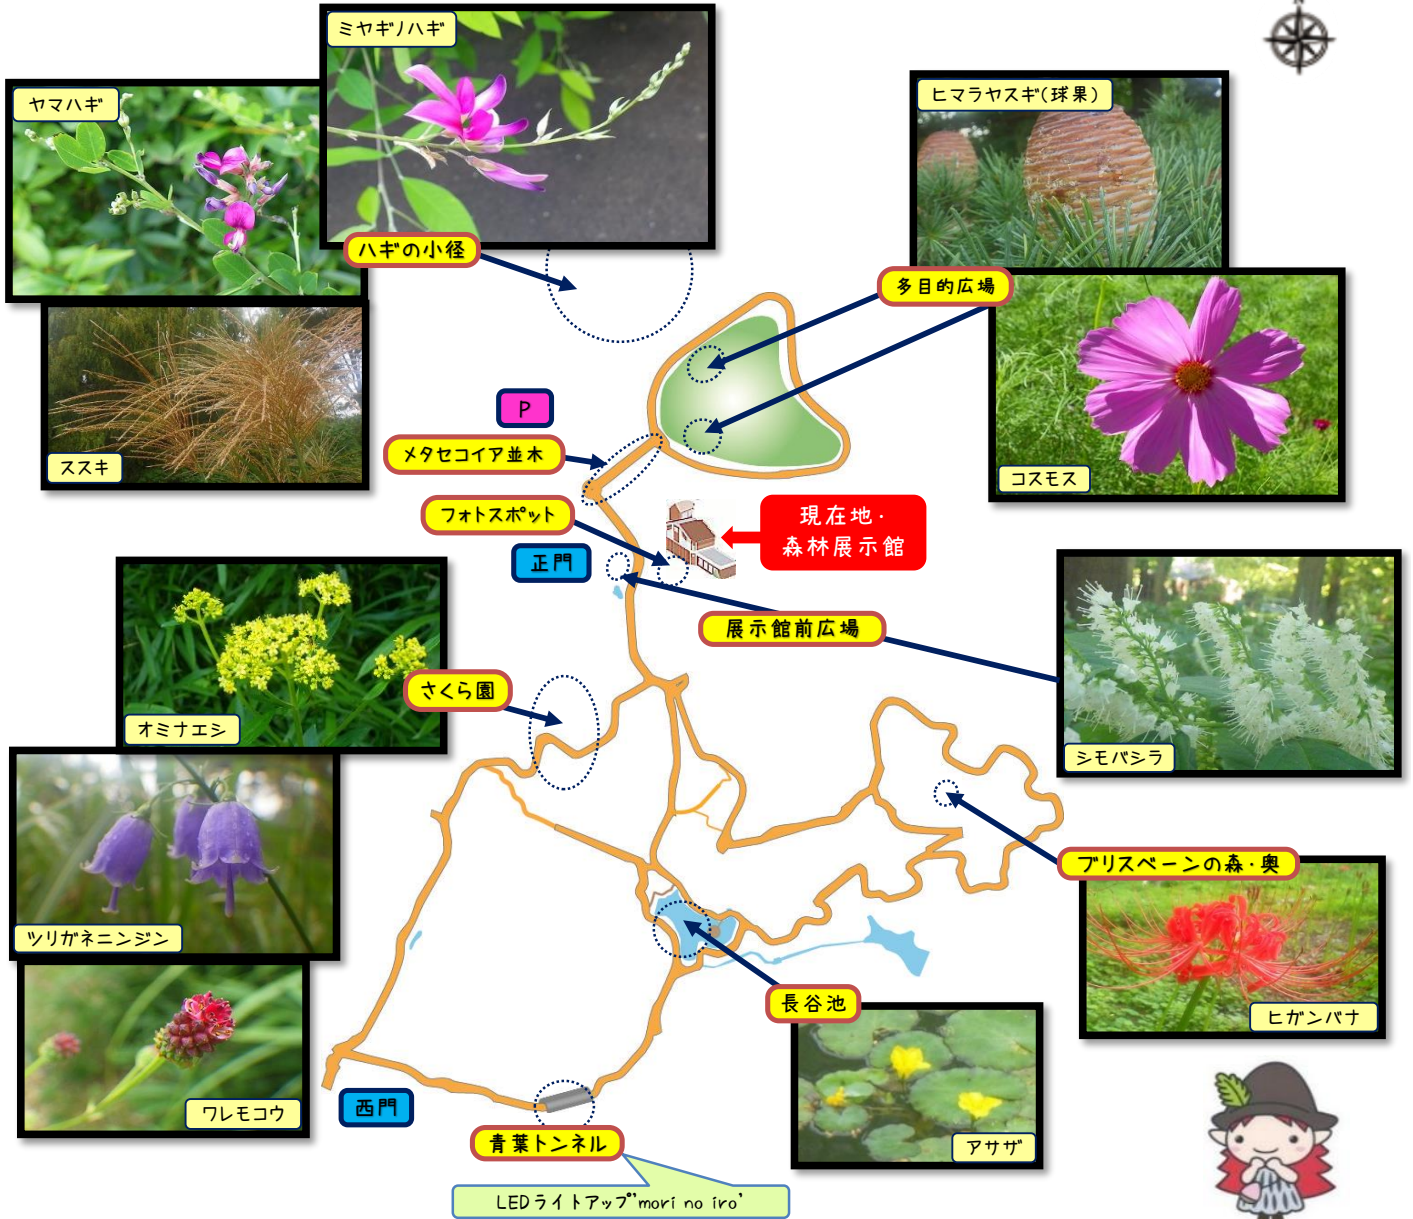 N
ミヤギノハギ
ヤマハギ
ヒマラヤスギ(球果)
ハギの小径
多目的広場
P
ススキ
メタセコイア並木
コスモス
フォトスポット
現在地・
森林展示館
正門
展示館前広場
さくら園
オミナエシ
シモバシラ
ブリスベーンの森・奥
ツリガネニンジン
長谷池
ヒガンバナ
ワレモコウ
西門
青葉トンネル
アサザ
LEDライトアップ'mori no iro'